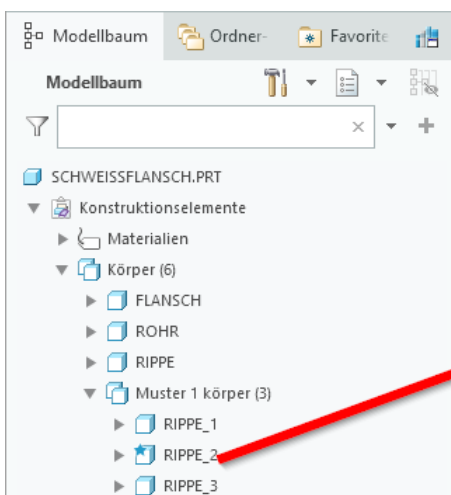 Modellbaum Ordner- Favorite
Modellbaum
SCHWEISSFLANSCH.PRT
Konstruktionselemente
Materialien
Körper (6)
FLANSCH
ROHR
RIPPE
Muster 1 körper (3)
RIPPE_1
RIPPE_2
RIPPE_3